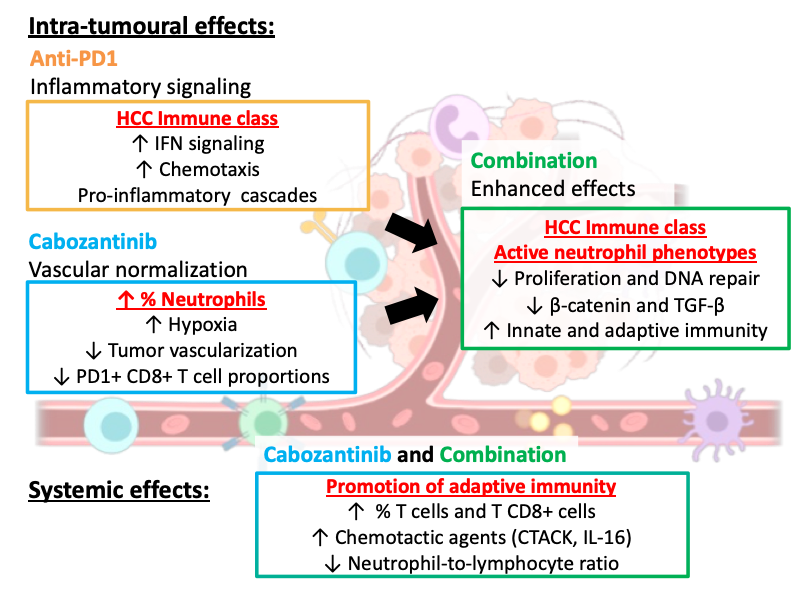 Intra-tumoural effects:
Anti-PD1
Inflammatory signaling
HCC Immune class
↑ IFN signaling
↑ Chemotaxis
Pro-inflammatory cascades
Cabozantinib
Vascular normalization
↑ % Neutrophils
↑ Hypoxia
↓ Tumor vascularization
↓ PD1+ CD8+ T cell proportions
Combination
Enhanced effects
HCC Immune class
Active neutrophil phenotypes
↓ Proliferation and DNA repair
↓ β-catenin and TGF-β
↑ Innate and adaptive immunity
Systemic effects:
Cabozantinib and Combination
Promotion of adaptive immunity
↑ % T cells and T CD8+ cells
↑ Chemotactic agents (CTACK, IL-16)
↓ Neutrophil-to-lymphocyte ratio